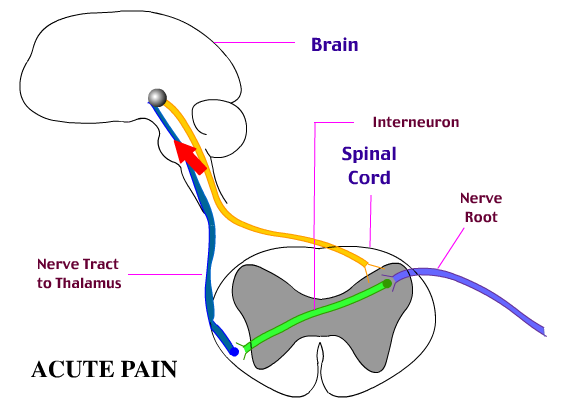 Brain
Interneuron
Spinal
Cord
Nerve
Root
Nerve Tract
to Thalamus
ACUTE PAIN